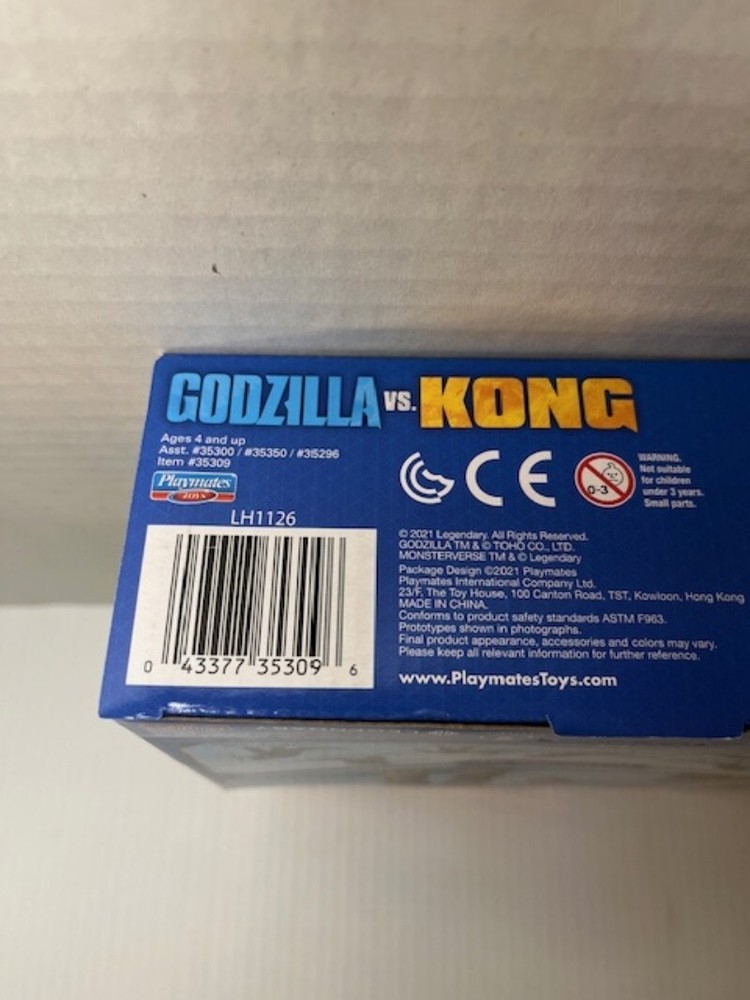 GODZILLA VS. KONG
Ages 4 and up
Asst. #35300 / #35350 / #35296
Item #35309
Playmates
TOYS
LH1126
0 43377 35309 6
CE
0-3
WARNING.
Not suitable
for children
under 3 years.
Small parts.
© 2021 Legendary. All Rights Reserved.
GODZILLA TM & © TOHO CO., LTD.
MONSTERVERSE TM & © Legendary
Package Design ©2021 Playmates
Playmates International Company Ltd.
23/F, The Toy House, 100 Canton Road, TST, Kowloon, Hong Kong
MADE IN CHINA.
Conforms to product safety standards ASTM F963.
Prototypes shown in photographs.
Final product appearance, accessories and colors may vary.
Please keep all relevant information for further reference.
www.PlaymatesToys.com